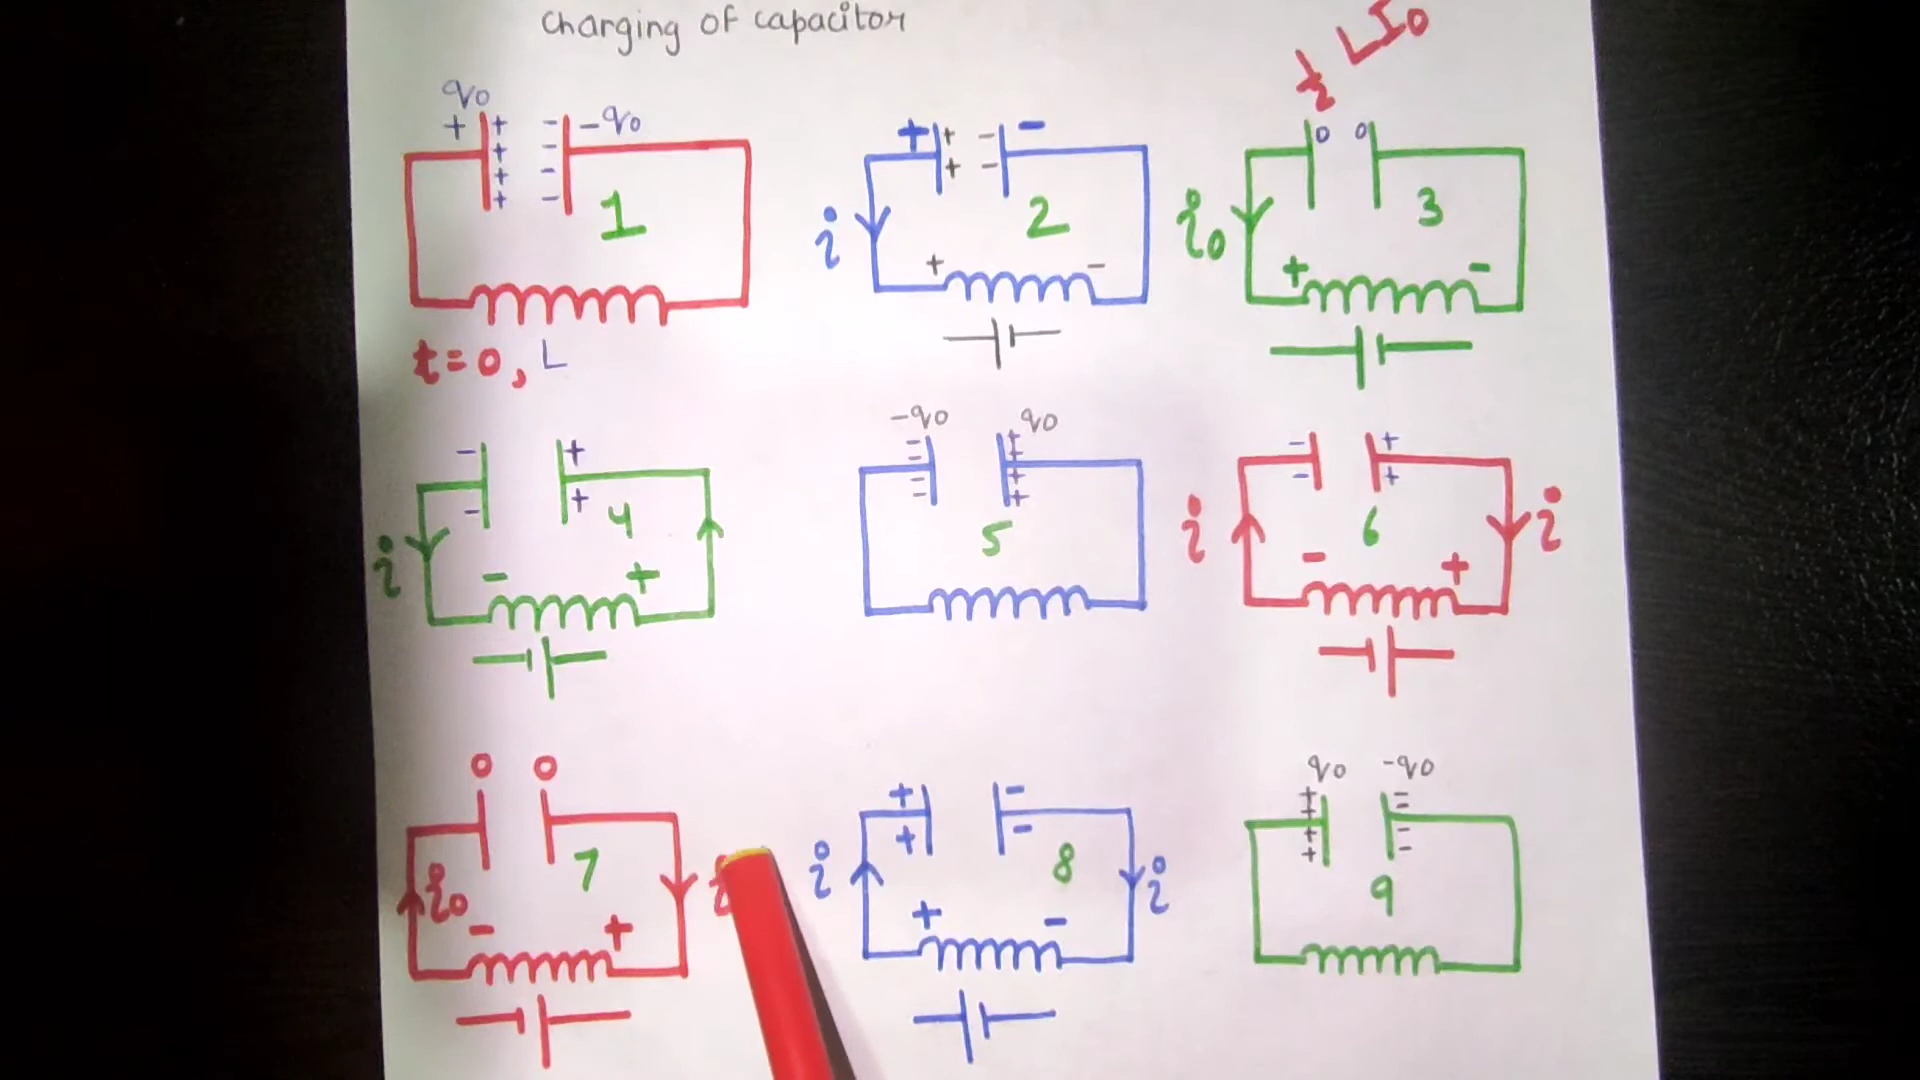 Charging of capacitor
½ LI0
q0
+ + - -q0
+ -
+ -
+ -
1
t=0, L
+ + - -
+ -
i
2
+ -
0 0
i0
3
+ -
- +
- +
i
4
- +
-q0 q0
- +
- +
- +
- +
5
- +
- +
i i
6
- +
0 0
i0
7
- +
+ -
+ -
i i
8
+ -
q0 -q0
+ -
+ -
+ -
+ -
9